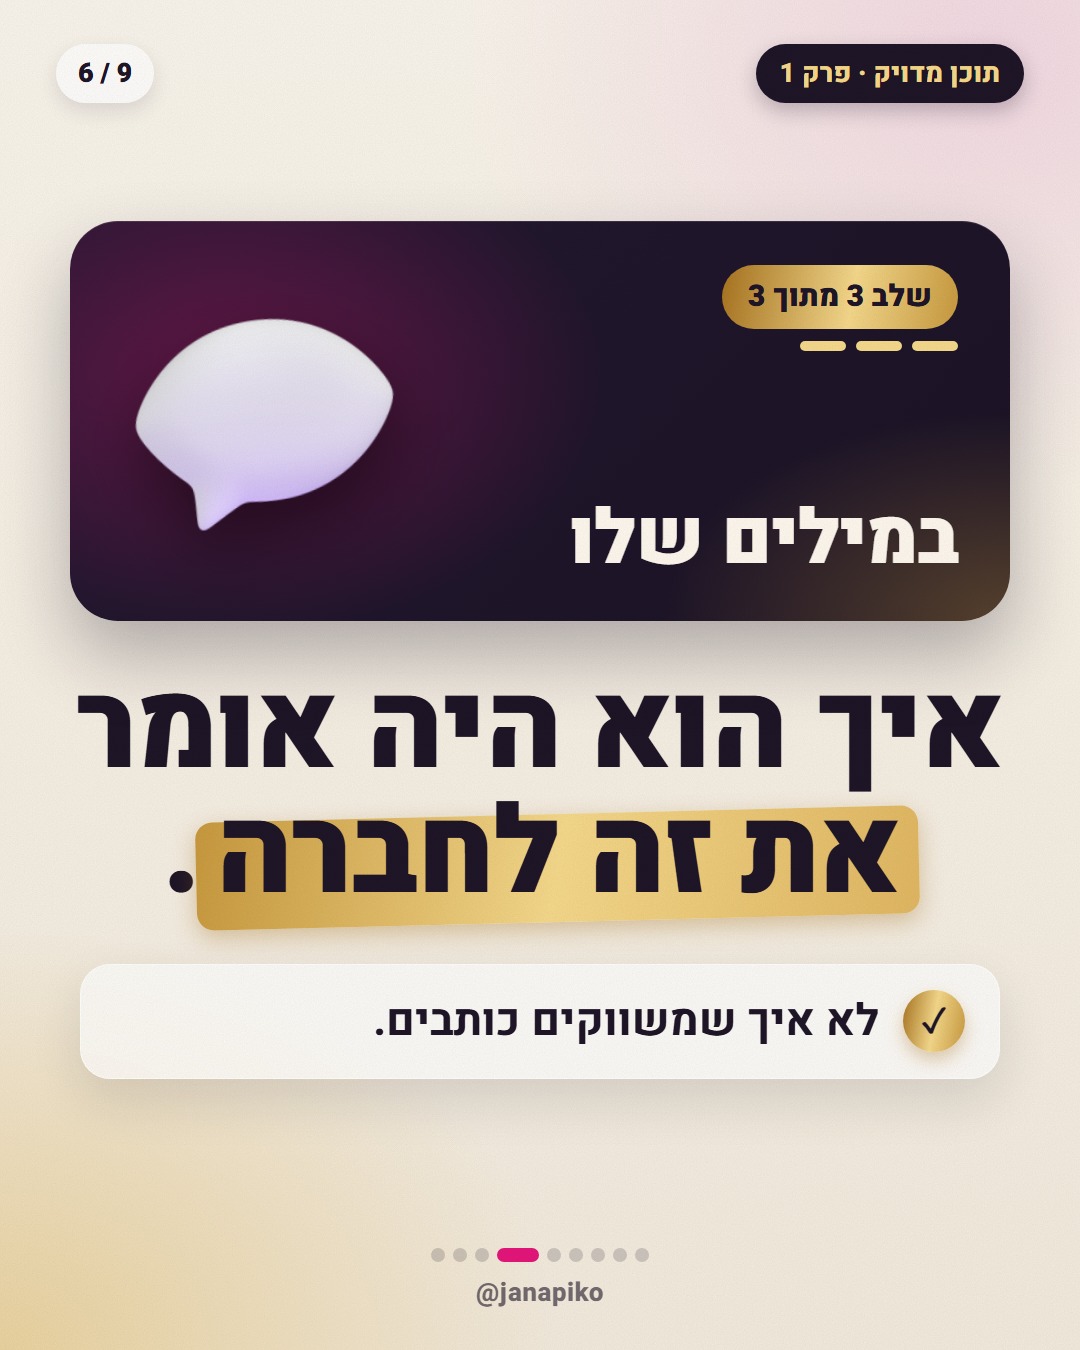 תוכן מדויק · פרק 1
6 / 9
שלב 3 מתוך 3
במילים שלו
איך הוא היה אומר
את זה לחברה.
לא איך שמשווקים כותבים.
@janapiko